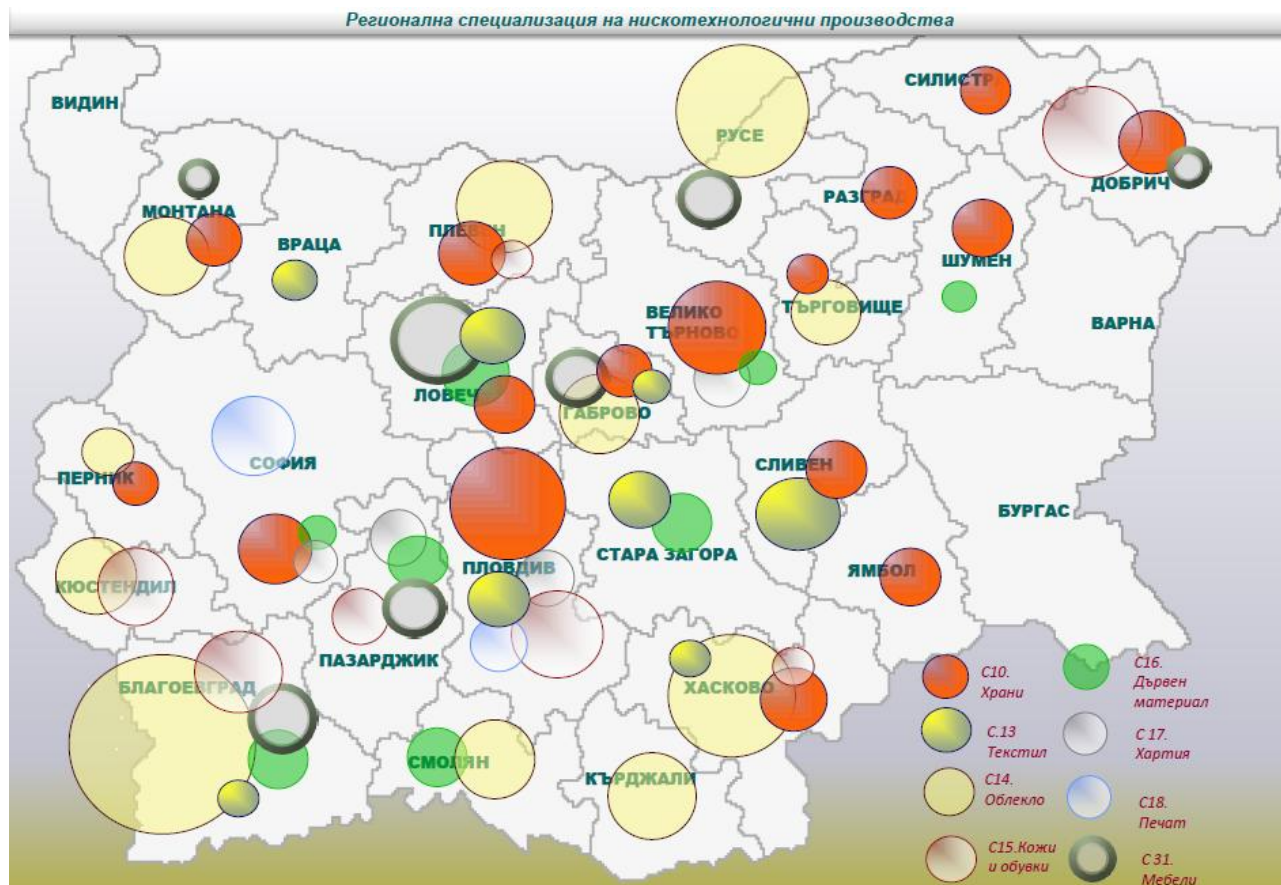 Регионална специализация на нискотехнологични производства
СИЛИСТРА
ВИДИН
РУСЕ
ДОБРИЧ
МОНТАНА
РАЗГРАД
ПЛЕВЕН
ВРАЦА
ШУМЕН
ТЪРГОВИЩЕ
ВЕЛИКО
ТЪРНОВО
ВАРНА
ЛОВЕЧ
ГАБРОВО
СОФИЯ
СЛИВЕН
ПЕРНИК
БУРГАС
СТАРА ЗАГОРА
ПЛОВДИВ
ЯМБОЛ
КЮСТЕНДИЛ
ПАЗАРДЖИК
БЛАГОЕВГРАД
ХАСКОВО
СМОЛЯН
КЪРДЖАЛИ
С10.
Храни
С.13
Текстил
С14.
Облекло
С15.Кожи
и обувки
С16.
Дървен
материал
С 17.
Хартия
С18.
Печат
С 31.
Мебели